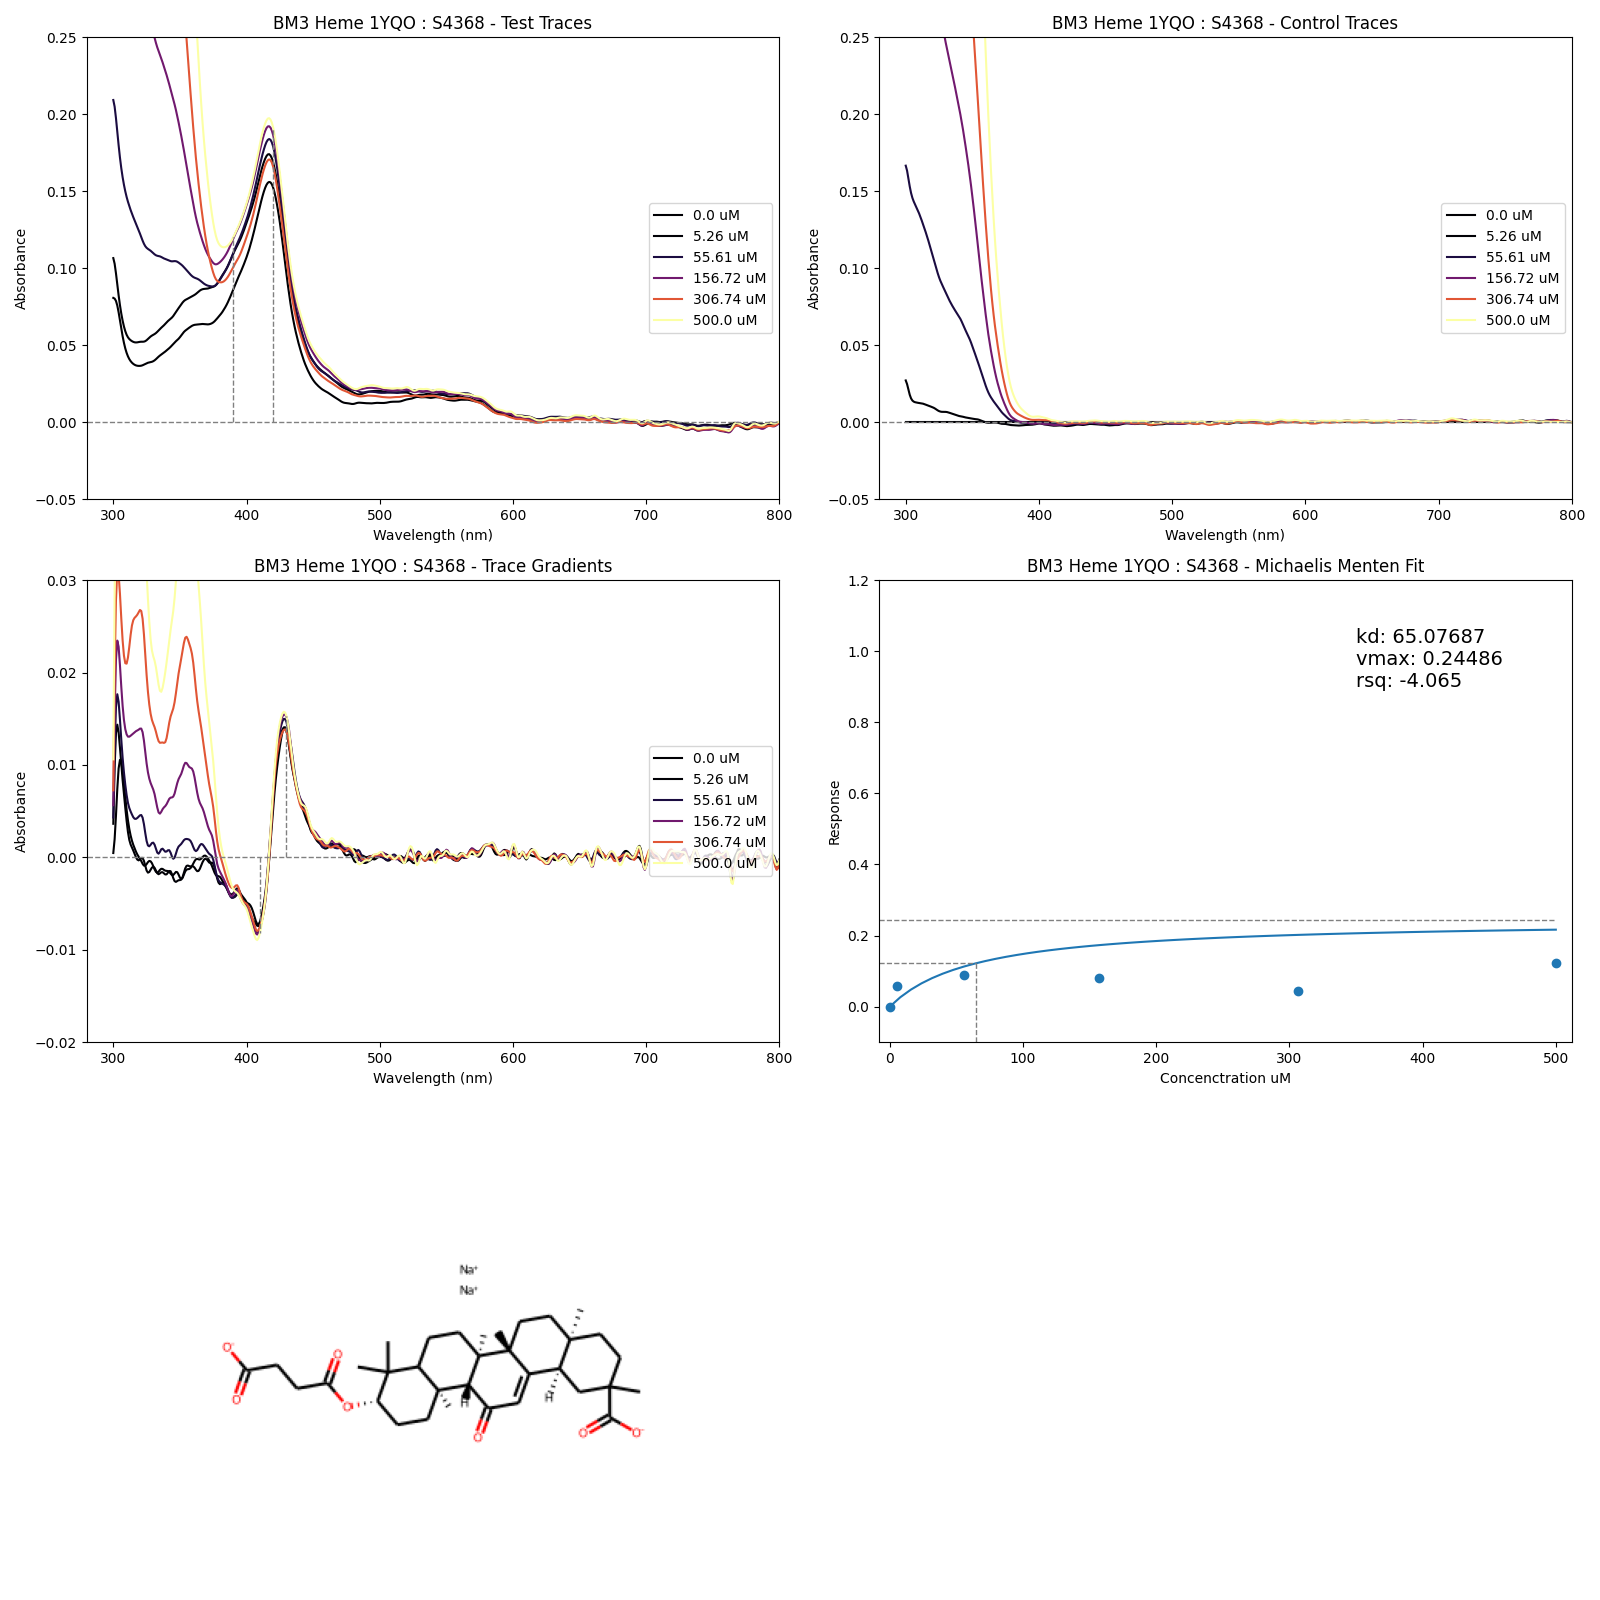 BM3 Heme 1YQO : S4368 - Test Traces
0.25
0.20
0.15
0.10
0.05
0.00
−0.05
Absorbance
300
400
500
600
700
800
Wavelength (nm)
0.0 uM
5.26 uM
55.61 uM
156.72 uM
306.74 uM
500.0 uM
BM3 Heme 1YQO : S4368 - Control Traces
0.25
0.20
0.15
0.10
0.05
0.00
−0.05
Absorbance
300
400
500
600
700
800
Wavelength (nm)
0.0 uM
5.26 uM
55.61 uM
156.72 uM
306.74 uM
500.0 uM
BM3 Heme 1YQO : S4368 - Trace Gradients
0.03
0.02
0.01
0.00
−0.01
−0.02
Absorbance
300
400
500
600
700
800
Wavelength (nm)
0.0 uM
5.26 uM
55.61 uM
156.72 uM
306.74 uM
500.0 uM
BM3 Heme 1YQO : S4368 - Michaelis Menten Fit
1.2
1.0
0.8
0.6
0.4
0.2
0.0
Response
0
100
200
300
400
500
Concenctration uM
kd: 65.07687
vmax: 0.24486
rsq: -4.065
Na⁺
Na⁺
O⁻
O
O
O
H
O
H
O
O⁻